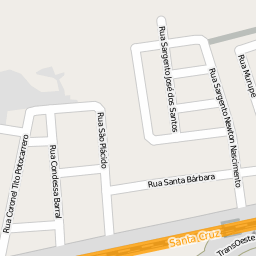 Rua Sargento José dos Santos
Rua Murupé
Rua Sargento Newton Nascimento
Rua São Plácido
Rua Coronel Tito Potocarrero
Rua Condessa Barral
Rua Santa Bárbara
Santa Cruz
TransOeste